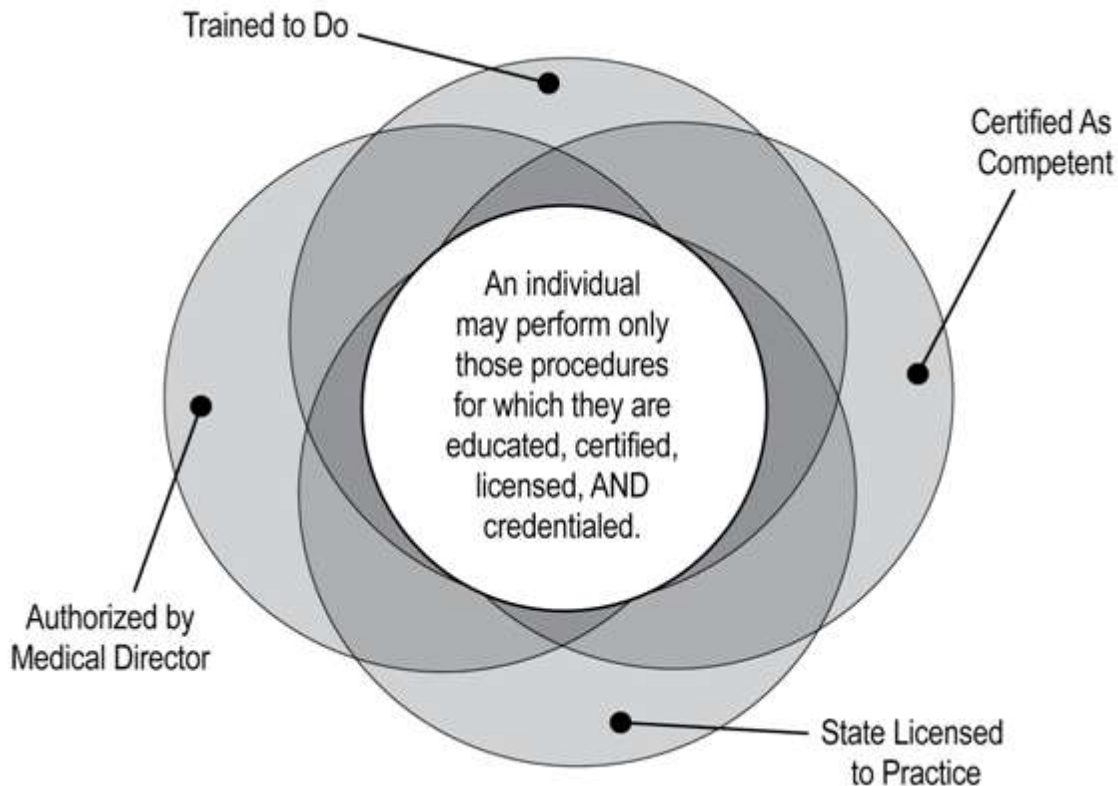 Trained to Do
Certified As
Competent
An individual
may perform only
those procedures
for which they are
educated, certified,
licensed, AND
credentialed.
Authorized by
Medical Director
State Licensed
to Practice